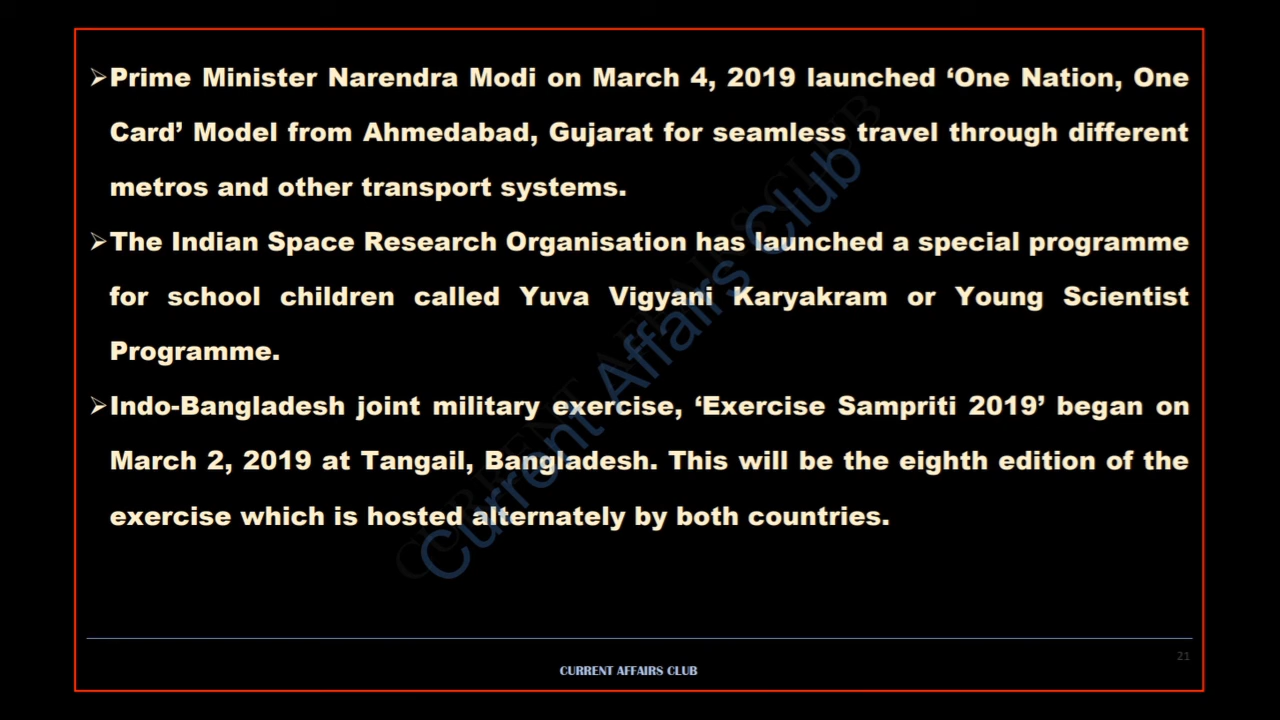 ➢Prime Minister Narendra Modi on March 4, 2019 launched ‘One Nation, One
Card’ Model from Ahmedabad, Gujarat for seamless travel through different
metros and other transport systems.
➢The Indian Space Research Organisation has launched a special programme
for school children called Yuva Vigyani Karyakram or Young Scientist
Programme.
➢Indo-Bangladesh joint military exercise, ‘Exercise Sampriti 2019’ began on
March 2, 2019 at Tangail, Bangladesh. This will be the eighth edition of the
exercise which is hosted alternately by both countries.
CURRENT AFFAIRS CLUB
Current Affairs Club
21
CURRENT AFFAIRS CLUB